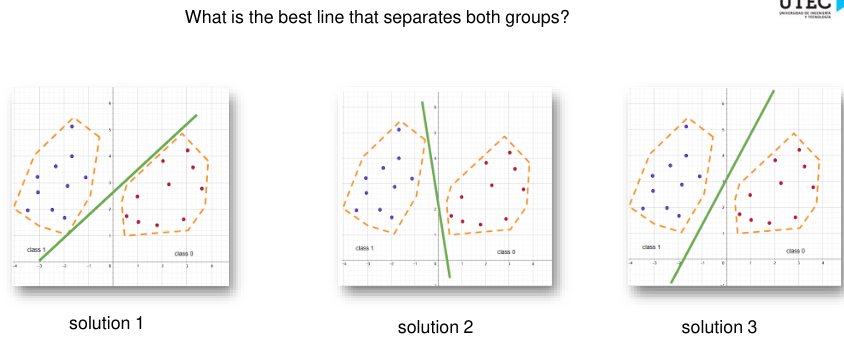 What is the best line that separates both groups?
UTEC
UNIVERSIDAD DE INGENIERÍA
Y TECNOLOGÍA
class 1
class 0
solution 1
class 1
class 0
solution 2
class 1
class 0
solution 3